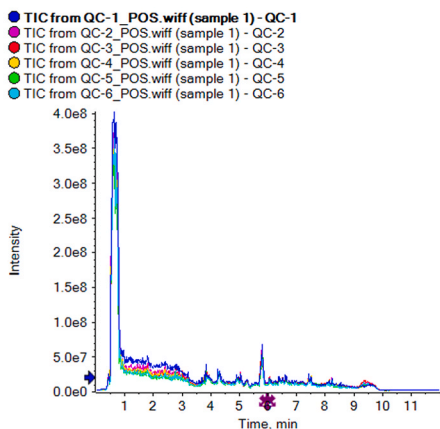 TIC from QC-1_POS.wiff (sample 1) - QC-1
TIC from QC-2_POS.wiff (sample 1) - QC-2
TIC from QC-3_POS.wiff (sample 1) - QC-3
TIC from QC-4_POS.wiff (sample 1) - QC-4
TIC from QC-5_POS.wiff (sample 1) - QC-5
TIC from QC-6_POS.wiff (sample 1) - QC-6
4.0e8
3.5e8
3.0e8
2.5e8
2.0e8
1.5e8
1.0e8
5.0e7
0.0e0
Intensity
1 2 3 4 5 6 7 8 9 10 11
Time, min